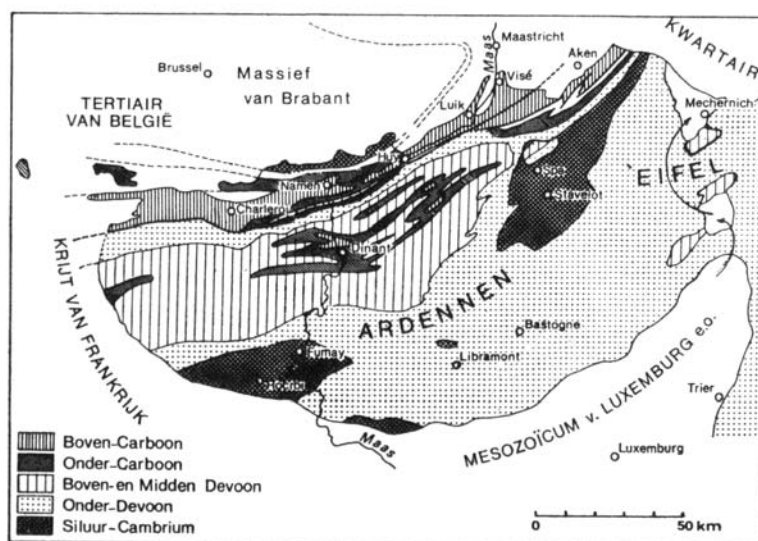 KWARTAIR
Maastricht
Maas
Aken
Brussel
Massief
van Brabant
Visé
TERTIAIR
VAN BELGIË
Luik
Mechernich
Huy
EIFEL
Spa
Namen
Stavelot
Charleroi
Dinant
KRIJT VAN FRANKRIJK
ARDENNEN
Bastogne
Fumay
Libramont
Trier
MESOZOÏCUM v. LUXEMBURG e.o.
Maas
Luxemburg
Boven-Carboon
Onder-Carboon
Boven-en Midden Devoon
Onder-Devoon
Siluur-Cambrium
0 50 km